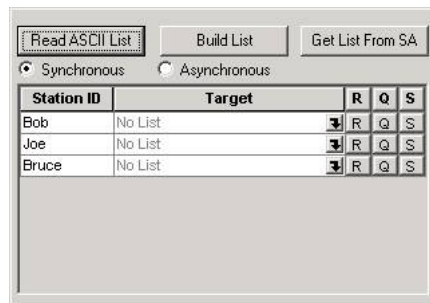 Read ASCII List Build List Get List From SA
Synchronous Asynchronous
Station ID Target R Q S
Bob No List R Q S
Joe No List R Q S
Bruce No List R Q S